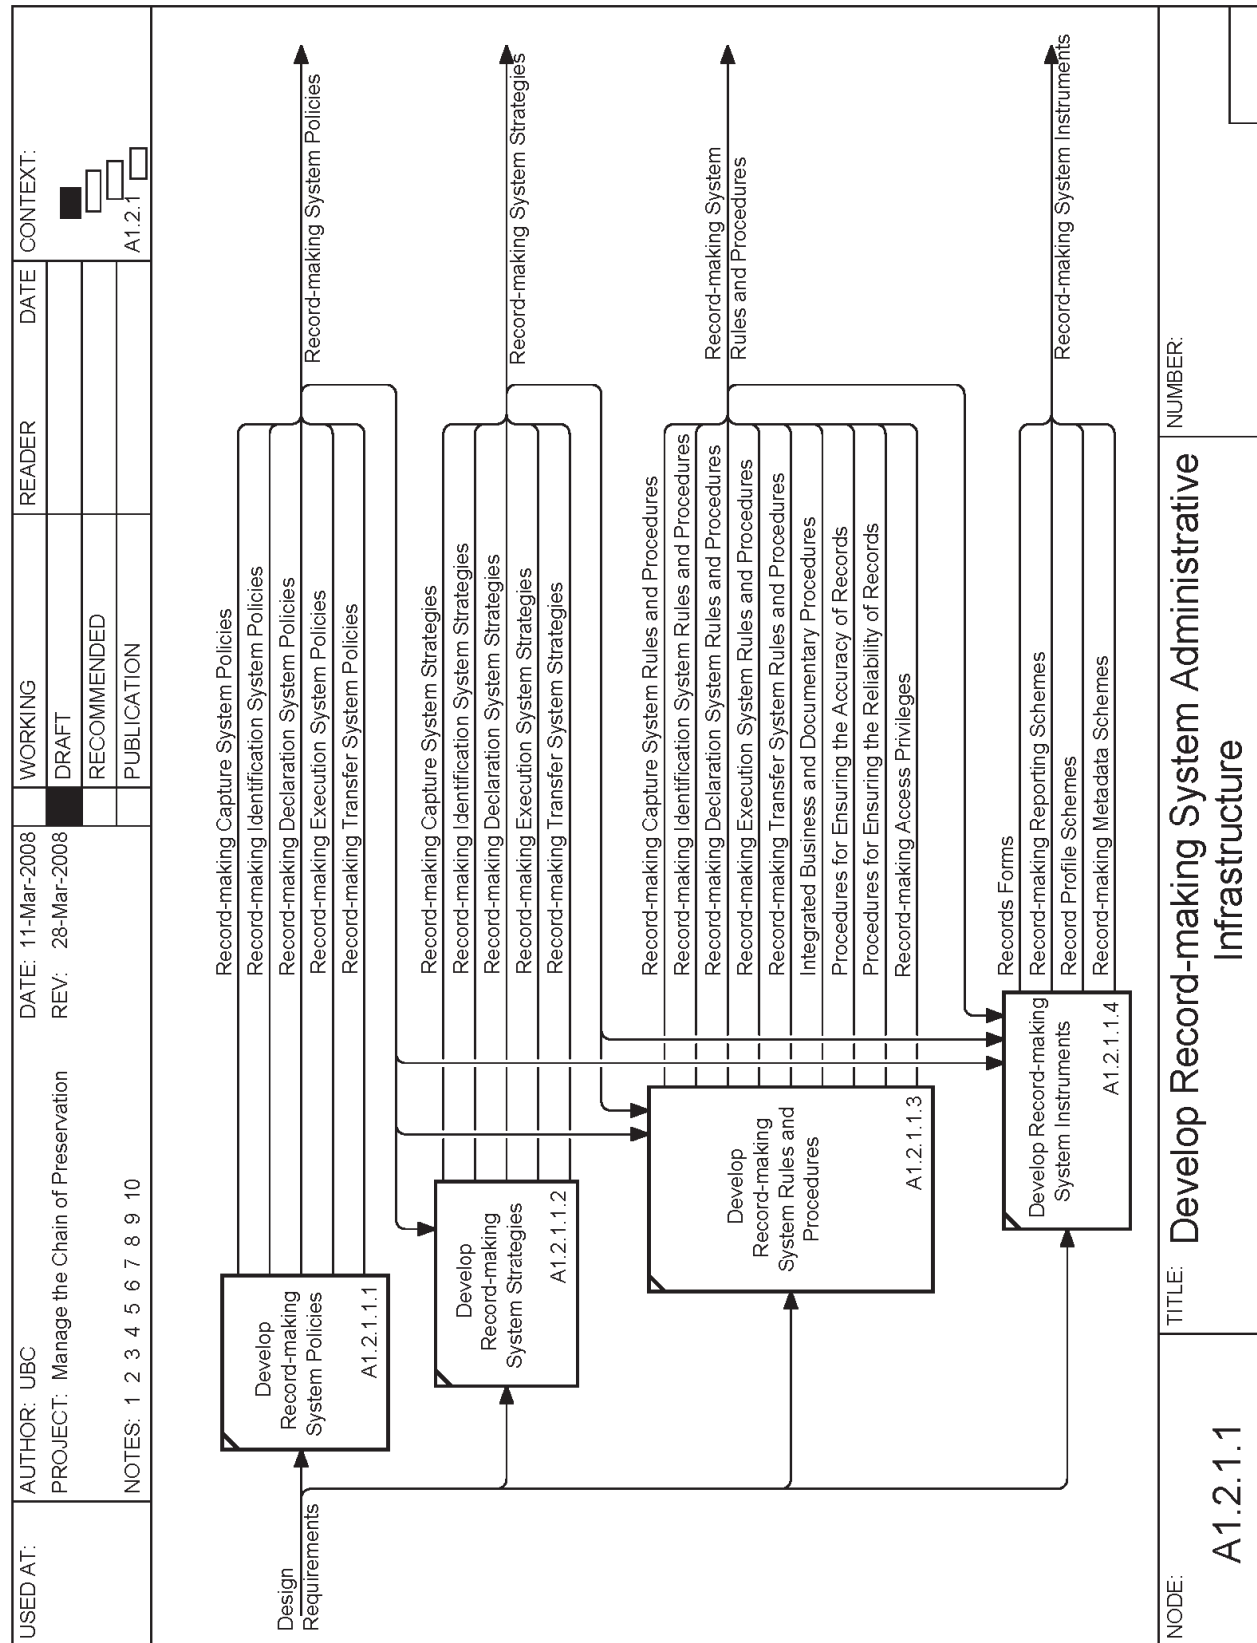 USED AT:
AUTHOR: UBC
PROJECT: Manage the Chain of Preservation
NOTES: 1 2 3 4 5 6 7 8 9 10
DATE: 11-Mar-2008
REV: 28-Mar-2008
WORKING
DRAFT
RECOMMENDED
PUBLICATION
READER
DATE
CONTEXT:
A1.2.1
Design
Requirements
Develop
Record-making
System Policies
A1.2.1.1.1
Record-making Capture System Policies
Record-making Identification System Policies
Record-making Declaration System Policies
Record-making Execution System Policies
Record-making Transfer System Policies
Record-making System Policies
Develop
Record-making
System Strategies
A1.2.1.1.2
Record-making Capture System Strategies
Record-making Identification System Strategies
Record-making Declaration System Strategies
Record-making Execution System Strategies
Record-making Transfer System Strategies
Record-making System Strategies
Develop
Record-making
System Rules and
Procedures
A1.2.1.1.3
Record-making Capture System Rules and Procedures
Record-making Identification System Rules and Procedures
Record-making Declaration System Rules and Procedures
Record-making Execution System Rules and Procedures
Record-making Transfer System Rules and Procedures
Integrated Business and Documentary Procedures
Procedures for Ensuring the Accuracy of Records
Procedures for Ensuring the Reliability of Records
Record-making Access Privileges
Record-making System
Rules and Procedures
Develop Record-making
System Instruments
A1.2.1.1.4
Records Forms
Record-making Reporting Schemes
Record Profile Schemes
Record-making Metadata Schemes
Record-making System Instruments
NODE:
A1.2.1.1
TITLE:
Develop Record-making System Administrative
Infrastructure
NUMBER: